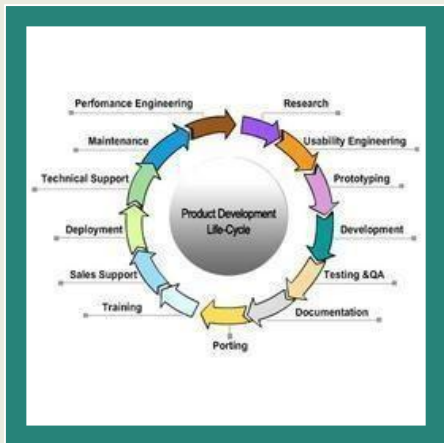 Perfomance Engineering
Research
Maintenance
Usability Engineering
Technical Support
Prototyping
Product Development
Life-Cycle
Deployment
Development
Sales Support
Testing &QA
Training
Documentation
Porting